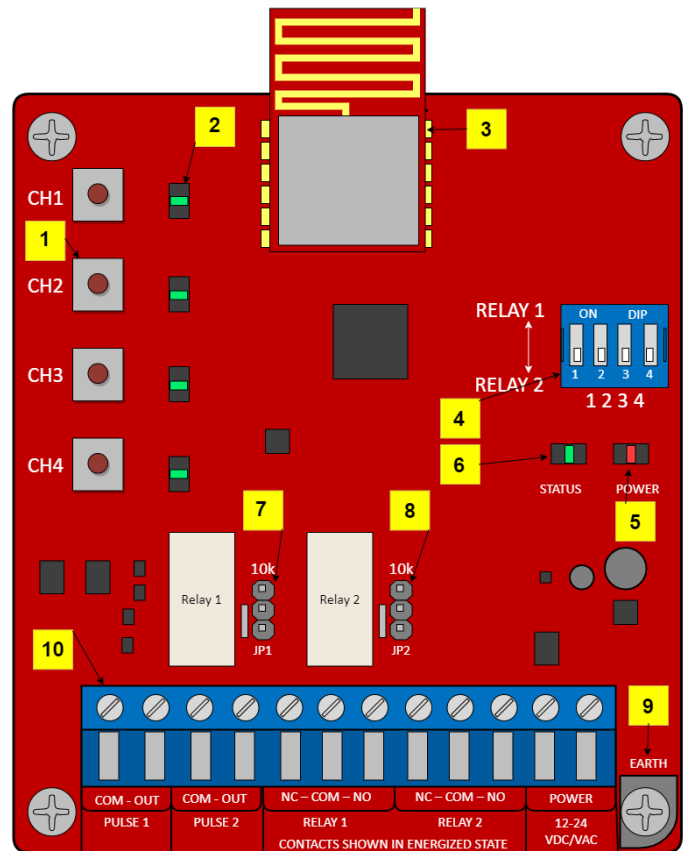 2
3
CH1
1
CH2
RELAY 1
ON DIP
1 2 3 4
CH3
RELAY 2
1 2 3 4
4
CH4
6
STATUS
POWER
5
7
8
10k
10k
Relay 1
Relay 2
JP1
JP2
10
9
EARTH
COM - OUT
COM - OUT
NC – COM – NO
NC – COM – NO
POWER
PULSE 1
PULSE 2
RELAY 1
RELAY 2
12-24
VDC/VAC
CONTACTS SHOWN IN ENERGIZED STATE